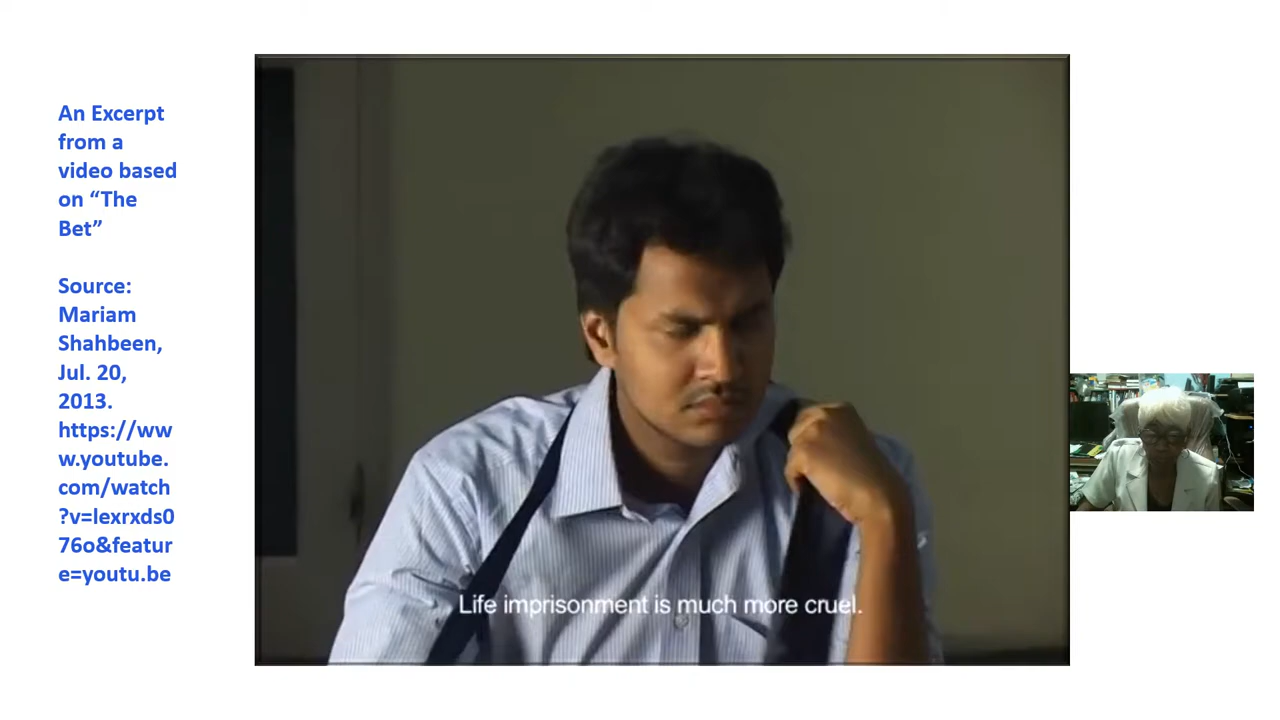 An Excerpt
from a
video based
on “The
Bet”
Source:
Mariam
Shahbeen,
Jul. 20,
2013.
https://ww
w.youtube.
com/watch
?v=lexrxds0
76o&featur
e=youtu.be
Life imprisonment is much more cruel.